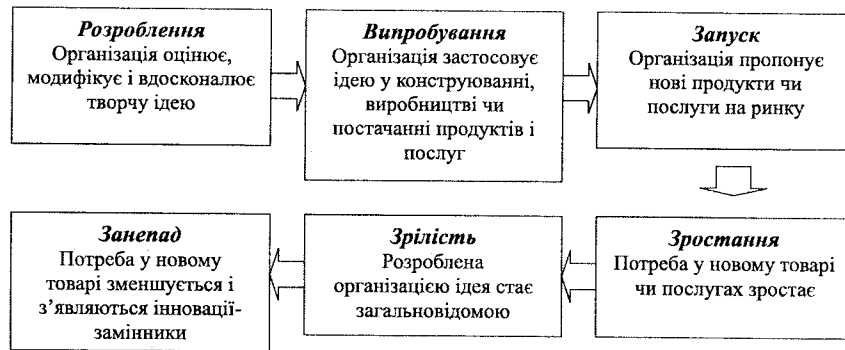 Розроблення
Організація оцінює,
модифікує і вдосконалює
творчу ідею
Випробування
Організація застосовує
ідею у конструюванні,
виробництві чи
постачанні продуктів і
послуг
Запуск
Організація пропонує
нові продукти чи
послуги на ринку
Зростання
Потреба у новому товарі
чи послугах зростає
Зрілість
Розроблена
організацією ідея стає
загальновідомою
Занепад
Потреба у новому
товарі зменшується і
з’являються інновації-
замінники